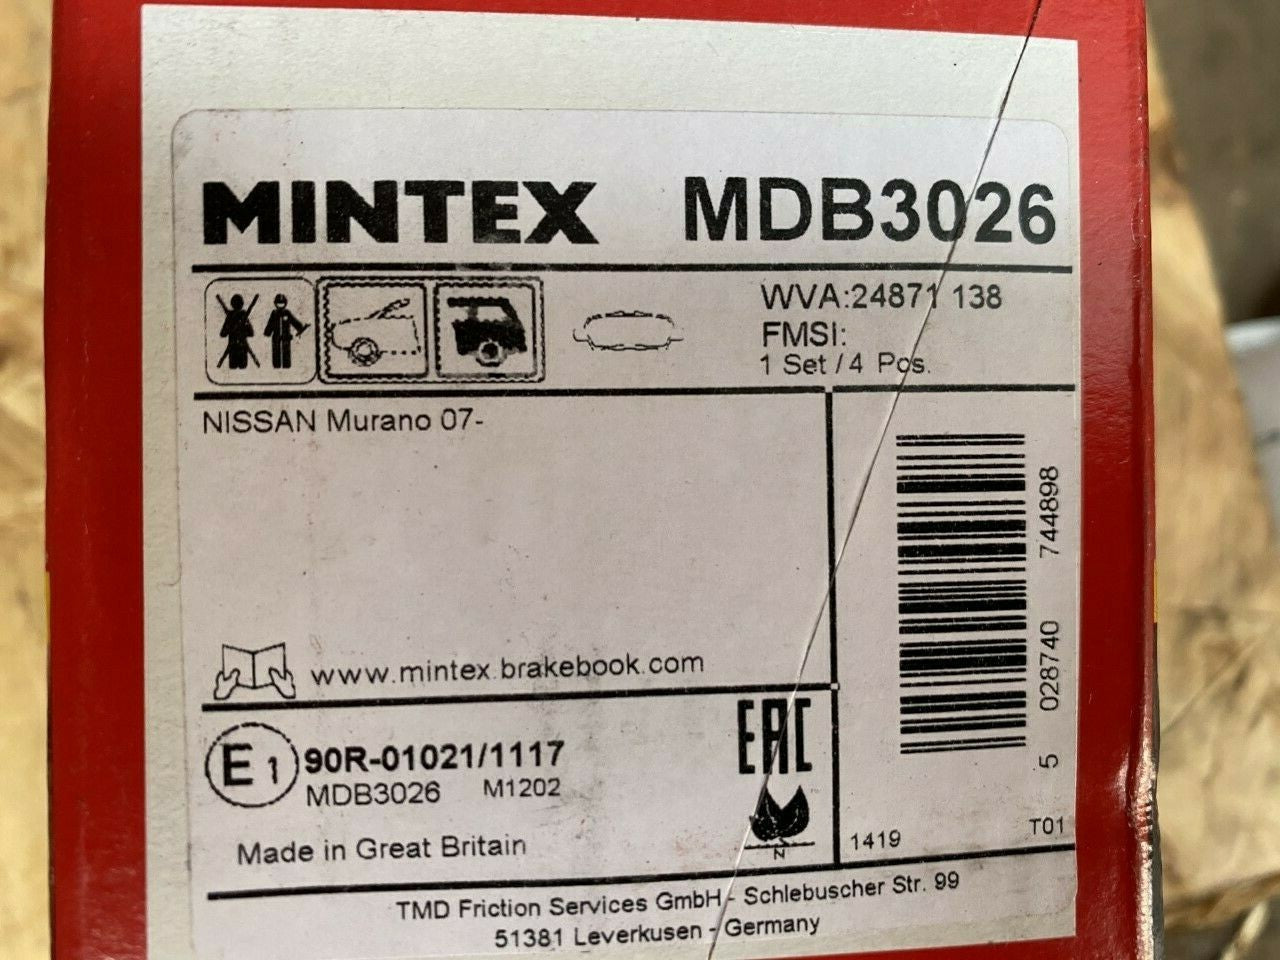 MINTEX MDB3026
WVA:24871 138
FMSI:
1 Set / 4 Pos.
NISSAN Murano 07-
www.mintex.brakebook.com
E1 90R-01021/1117
MDB3026 M1202
Made in Great Britain
EAC
N
5 028740 744898
1419 T01
TMD Friction Services GmbH - Schlebuscher Str. 99
51381 Leverkusen - Germany